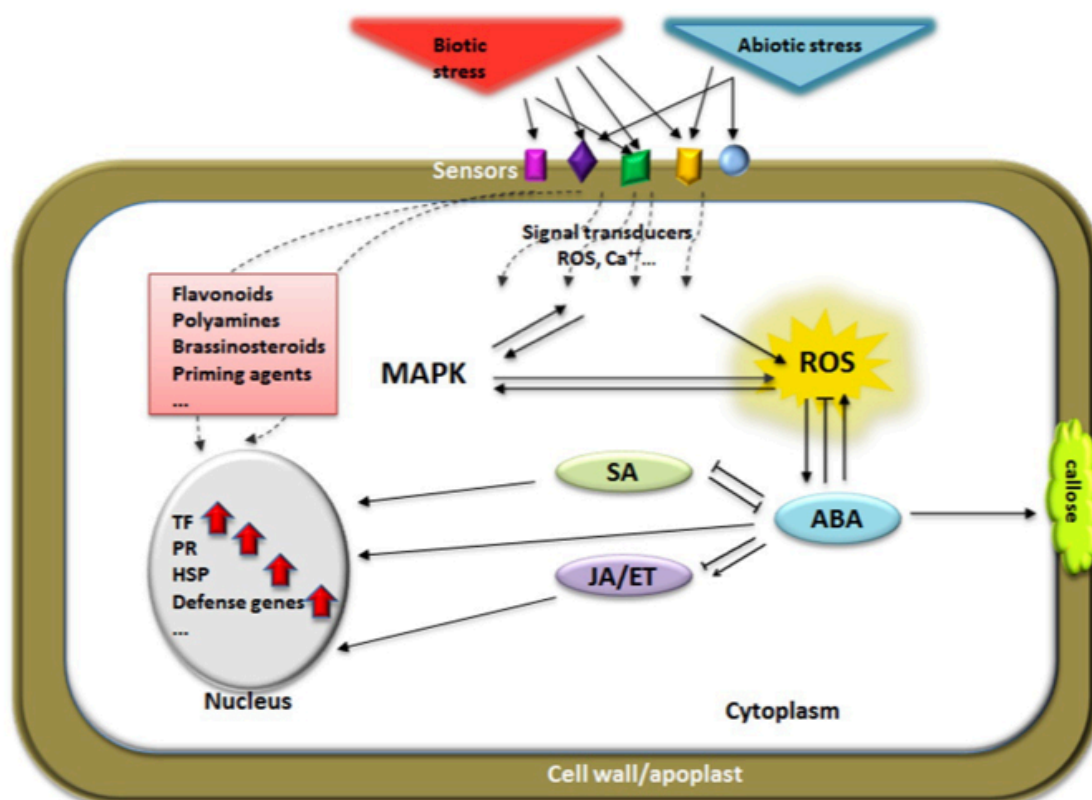 Biotic
stress
Abiotic stress
Sensors
Signal transducers
ROS, Ca⁺⁺...
Flavonoids
Polyamines
Brassinosteroids
Priming agents
...
MAPK
ROS
SA
ABA
callose
JA/ET
TF
PR
HSP
Defense genes
...
Nucleus
Cytoplasm
Cell wall/apoplast